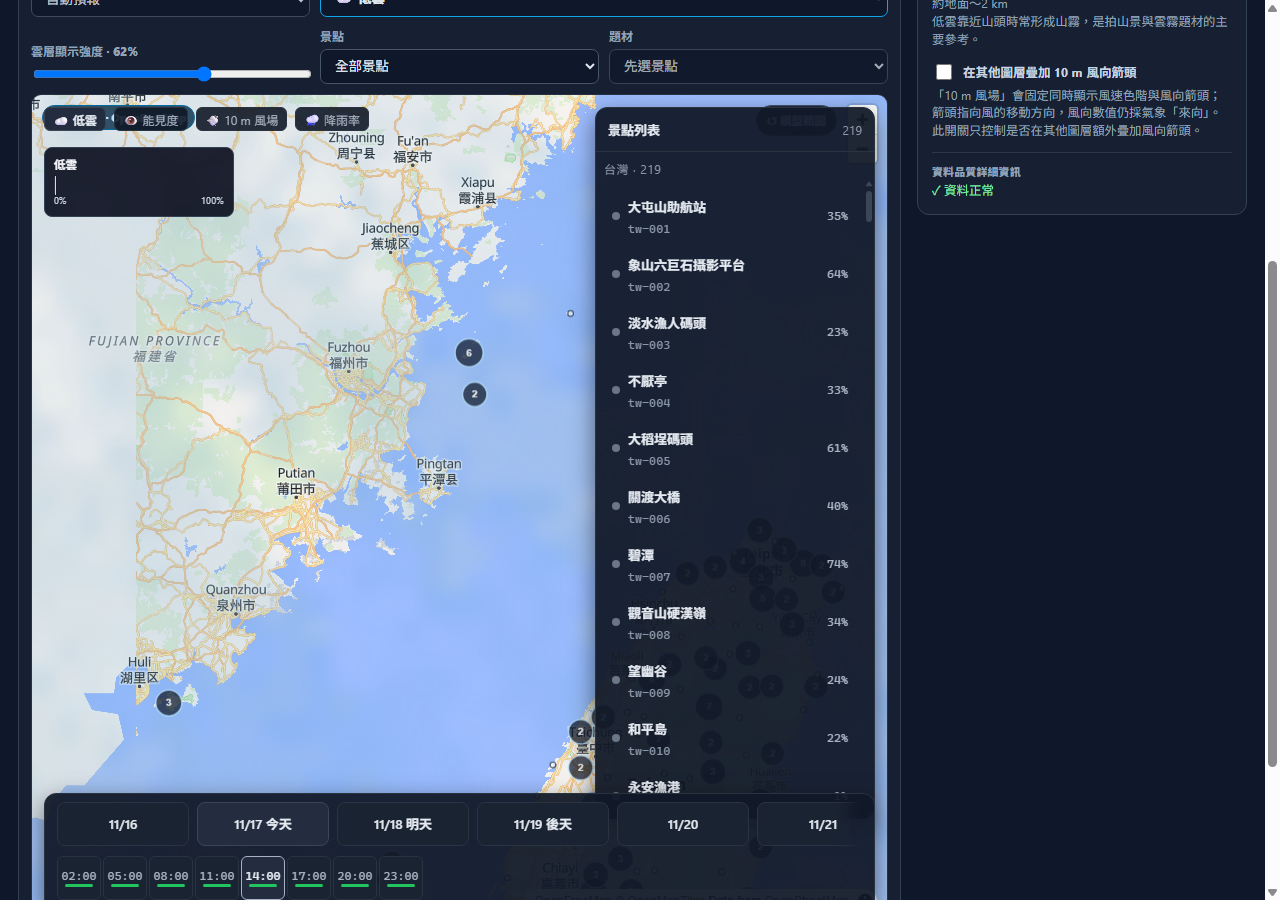 低雲
雲層顯示強度 · 62%
景點
全部景點
題材
先選景點
約地面～2 km
低雲靠近山頭時常形成山霧，是拍山景與雲霧題材的主
要參考。
在其他圖層疊加 10 m 風向箭頭
「10 m 風場」會固定同時顯示風速色階與風向箭頭；
箭頭指向風的移動方向，風向數值仍採氣象「來向」。
此開關只控制是否在其他圖層額外疊加風向箭頭。
資料品質詳細資訊
✓ 資料正常
低雲
能見度
10 m 風場
降雨率
低雲
0%
100%
Zhouning
周宁县
Fu'an
福安市
Xiapu
霞浦县
Jiaocheng
蕉城区
FUJIAN PROVINCE
福建省
Fuzhou
福州市
6
2
Pingtan
平潭县
Putian
莆田市
Quanzhou
泉州市
Huli
湖里区
3
2
2
景點列表
219
台灣 · 219
大屯山助航站
tw-001
35%
象山六巨石攝影平台
tw-002
64%
淡水漁人碼頭
tw-003
23%
不厭亭
tw-004
33%
大稻埕碼頭
tw-005
61%
關渡大橋
tw-006
40%
碧潭
tw-007
74%
觀音山硬漢嶺
tw-008
34%
望幽谷
tw-009
24%
和平島
tw-010
22%
永安漁港
11/16
11/17 今天
11/18 明天
11/19 後天
11/20
11/21
02:00
05:00
08:00
11:00
14:00
17:00
20:00
23:00
Chiayi
嘉義市